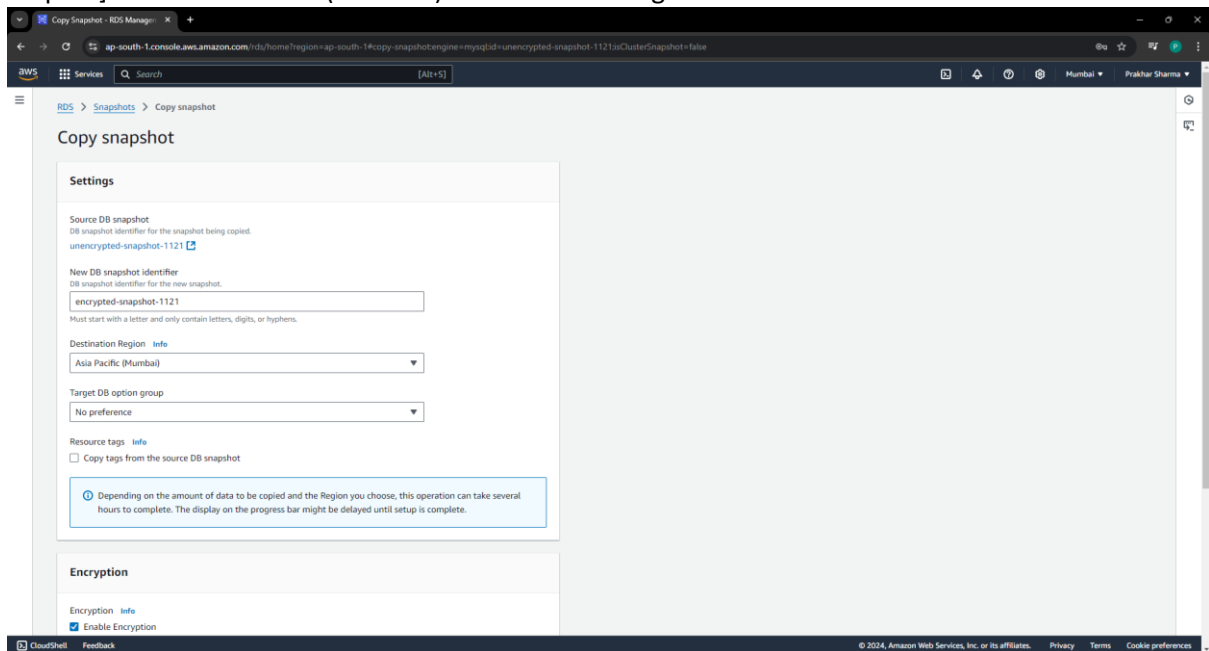 Copy Snapshot - RDS Manager
ap-south-1.console.aws.amazon.com/rds/home?region=ap-south-1#copy-snapshot:engine=mysql;id=unencrypted-snapshot-1121;isClusterSnapshot=false
aws Services Search [Alt+S] Mumbai Prakhar Sharma
RDS > Snapshots > Copy snapshot
Copy snapshot
Settings
Source DB snapshot
DB snapshot identifier for the snapshot being copied.
unencrypted-snapshot-1121
New DB snapshot identifier
DB snapshot identifier for the new snapshot.
encrypted-snapshot-1121
Must start with a letter and only contain letters, digits, or hyphens.
Destination Region Info
Asia Pacific (Mumbai)
Target DB option group
No preference
Resource tags Info
Copy tags from the source DB snapshot
Depending on the amount of data to be copied and the Region you choose, this operation can take several
hours to complete. The display on the progress bar might be delayed until setup is complete.
Encryption
Encryption Info
Enable Encryption
CloudShell Feedback © 2024, Amazon Web Services, Inc. or its affiliates. Privacy Terms Cookie preferences